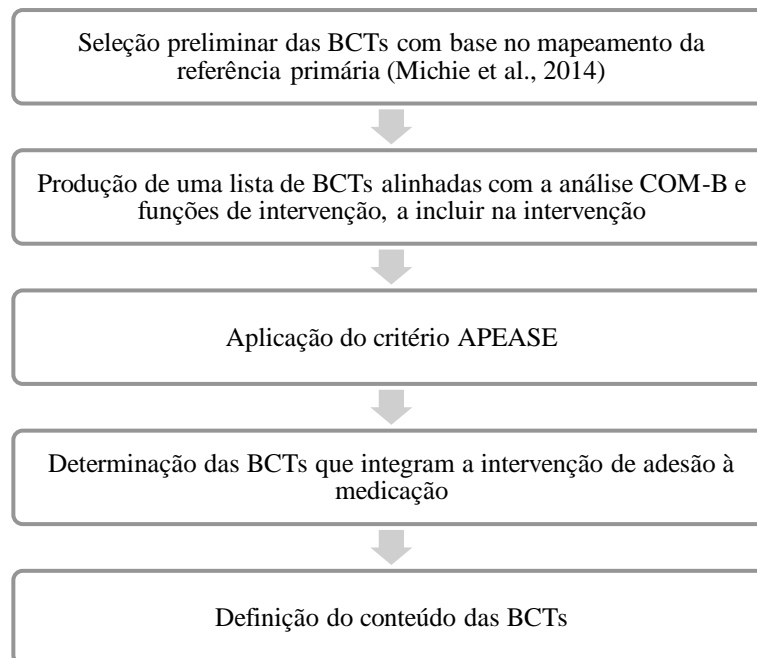 Seleção preliminar das BCTs com base no mapeamento da
referência primária (Michie et al., 2014)
Produção de uma lista de BCTs alinhadas com a análise COM-B e
funções de intervenção, a incluir na intervenção
Aplicação do critério APEASE
Determinação das BCTs que integram a intervenção de adesão à
medicação
Definição do conteúdo das BCTs